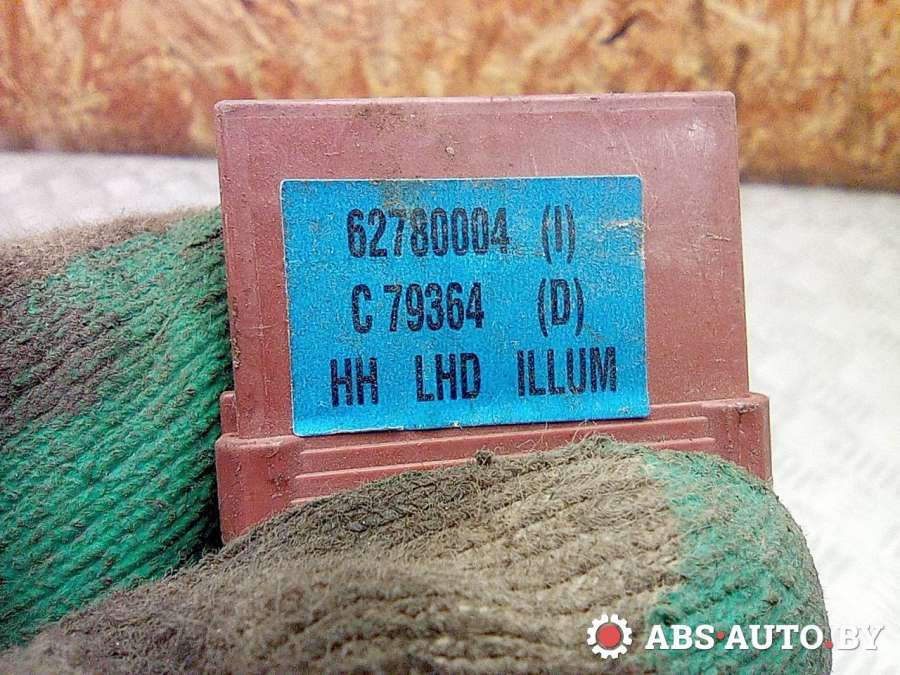 62780004 (I)
C 79364 (D)
HH LHD ILLUM
ABS-AUTO.BY